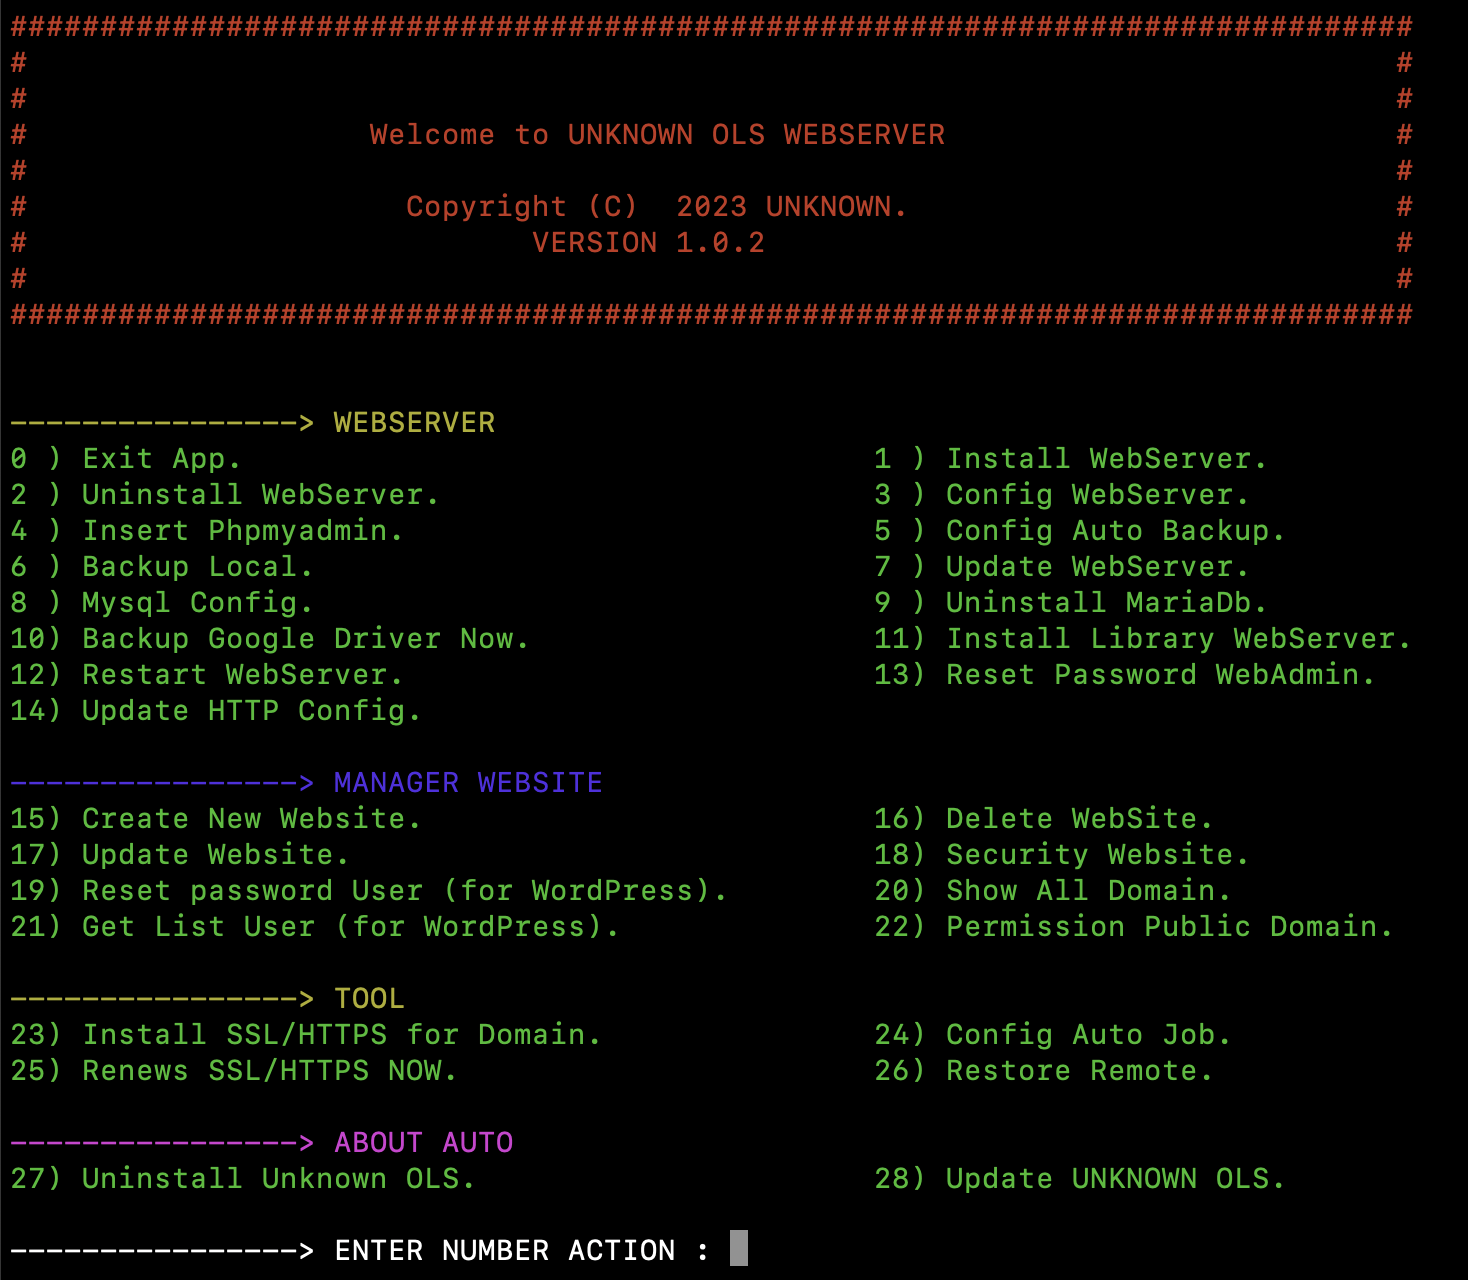 ##############################################################################
# #
# #
# Welcome to UNKNOWN OLS WEBSERVER #
# #
# Copyright (C)  2023 UNKNOWN. #
# VERSION 1.0.2 #
# #
##############################################################################
----------------> WEBSERVER
0 ) Exit App. 1 ) Install WebServer.
2 ) Uninstall WebServer. 3 ) Config WebServer.
4 ) Insert Phpmyadmin. 5 ) Config Auto Backup.
6 ) Backup Local. 7 ) Update WebServer.
8 ) Mysql Config. 9 ) Uninstall MariaDb.
10) Backup Google Driver Now. 11) Install Library WebServer.
12) Restart WebServer. 13) Reset Password WebAdmin.
14) Update HTTP Config.
----------------> MANAGER WEBSITE
15) Create New Website. 16) Delete WebSite.
17) Update Website. 18) Security Website.
19) Reset password User (for WordPress). 20) Show All Domain.
21) Get List User (for WordPress). 22) Permission Public Domain.
----------------> TOOL
23) Install SSL/HTTPS for Domain. 24) Config Auto Job.
25) Renews SSL/HTTPS NOW. 26) Restore Remote.
----------------> ABOUT AUTO
27) Uninstall Unknown OLS. 28) Update UNKNOWN OLS.
----------------> ENTER NUMBER ACTION :